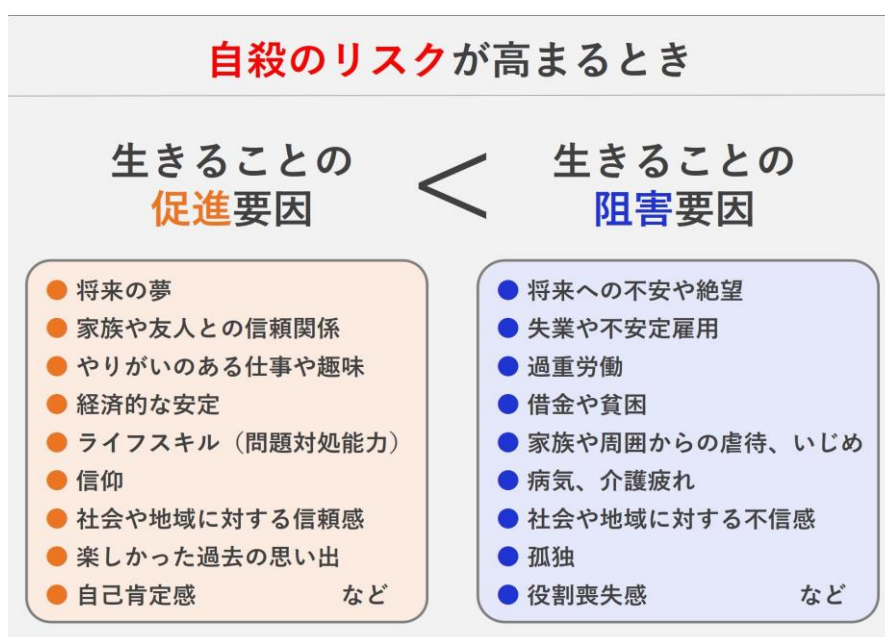 自殺のリスクが高まるとき
生きることの
促進要因
<
生きることの
阻害要因
● 将来の夢
● 家族や友人との信頼関係
● やりがいのある仕事や趣味
● 経済的な安定
● ライフスキル（問題対処能力）
● 信仰
● 社会や地域に対する信頼感
● 楽しかった過去の思い出
● 自己肯定感 など
● 将来への不安や絶望
● 失業や不安定雇用
● 過重労働
● 借金や貧困
● 家族や周囲からの虐待、いじめ
● 病気、介護疲れ
● 社会や地域に対する不信感
● 孤独
● 役割喪失感 など